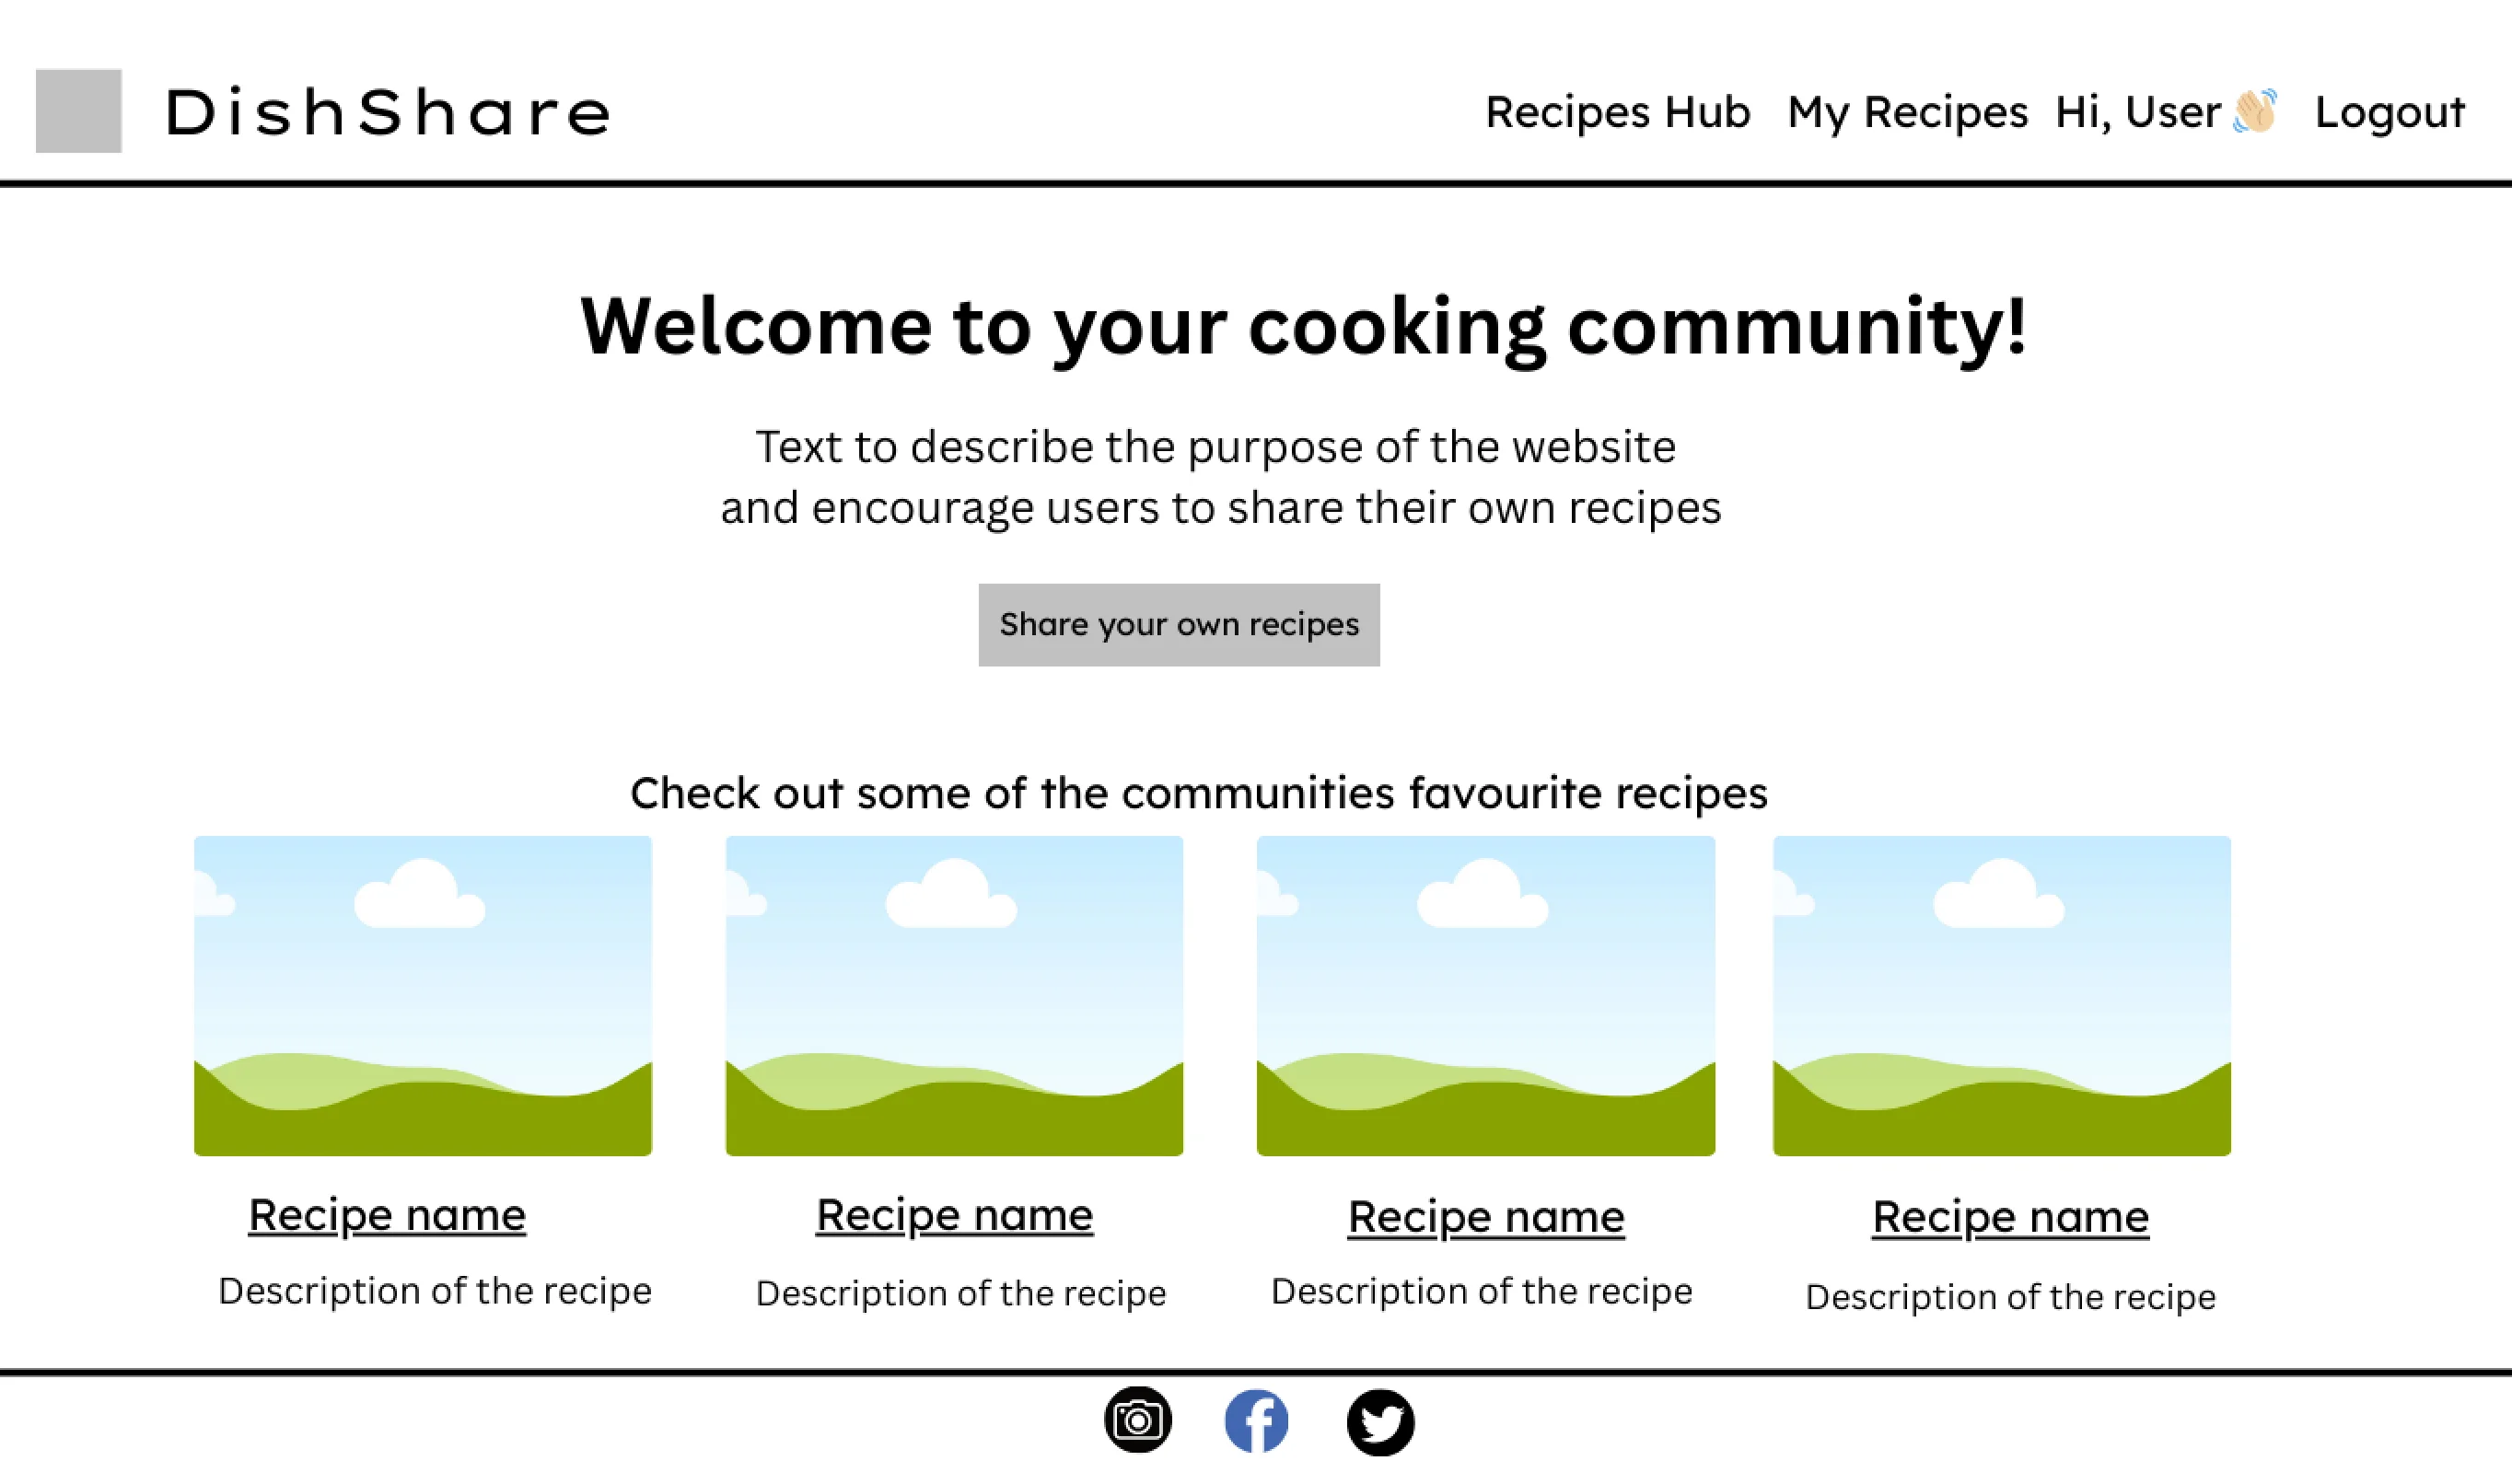 DishShare
Recipes Hub My Recipes Hi, User 👋🏼 Logout
Welcome to your cooking community!
Text to describe the purpose of the website
and encourage users to share their own recipes
Share your own recipes
Check out some of the communities favourite recipes
Recipe name
Description of the recipe
Recipe name
Description of the recipe
Recipe name
Description of the recipe
Recipe name
Description of the recipe